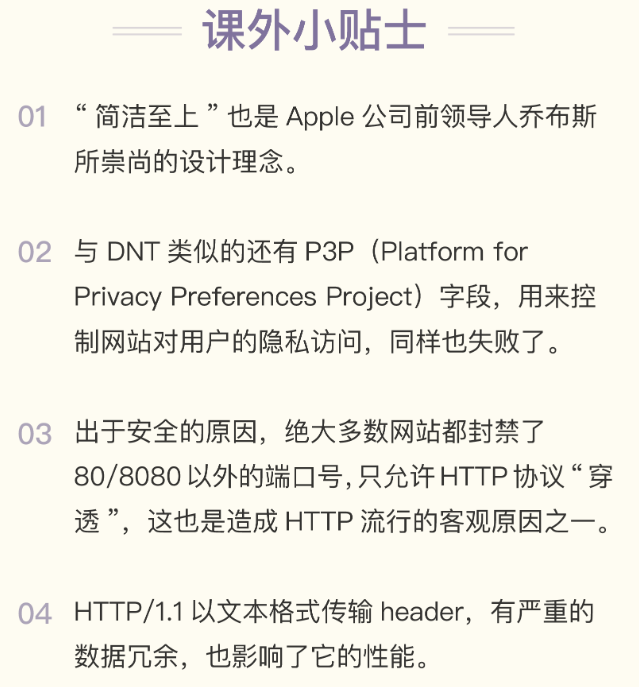 课外小贴士
01 “简洁至上”也是 Apple 公司前领导人乔布斯
所崇尚的设计理念。
02 与 DNT 类似的还有 P3P（Platform for
Privacy Preferences Project）字段，用来控
制网站对用户的隐私访问，同样也失败了。
03 出于安全的原因，绝大多数网站都封禁了
80/8080 以外的端口号，只允许 HTTP 协议“穿
透”，这也是造成 HTTP 流行的客观原因之一。
04 HTTP/1.1 以文本格式传输 header，有严重的
数据冗余，也影响了它的性能。